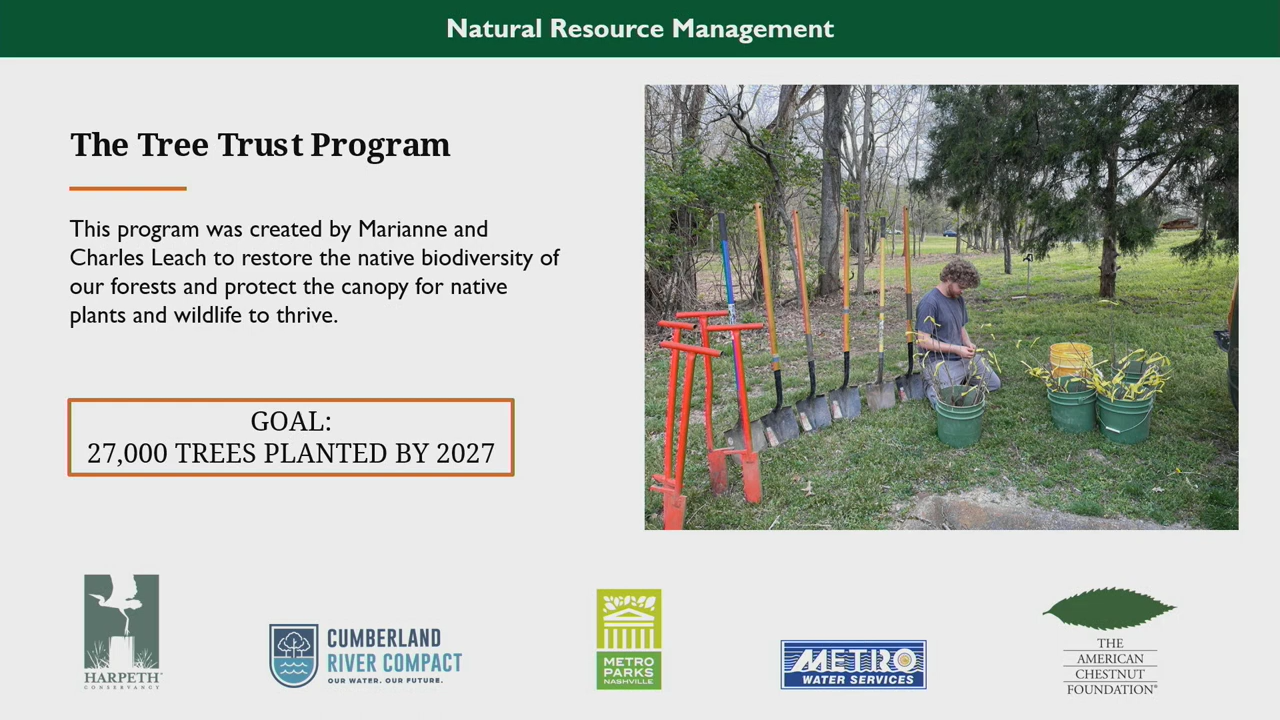 Natural Resource Management
The Tree Trust Program
This program was created by Marianne and
Charles Leach to restore the native biodiversity of
our forests and protect the canopy for native
plants and wildlife to thrive.
GOAL:
27,000 TREES PLANTED BY 2027
HARPETH
CONSERVANCY
CUMBERLAND
RIVER COMPACT
OUR WATER. OUR FUTURE.
METRO
PARKS
NASHVILLE
METRO
WATER SERVICES
THE
AMERICAN
CHESTNUT
FOUNDATION®